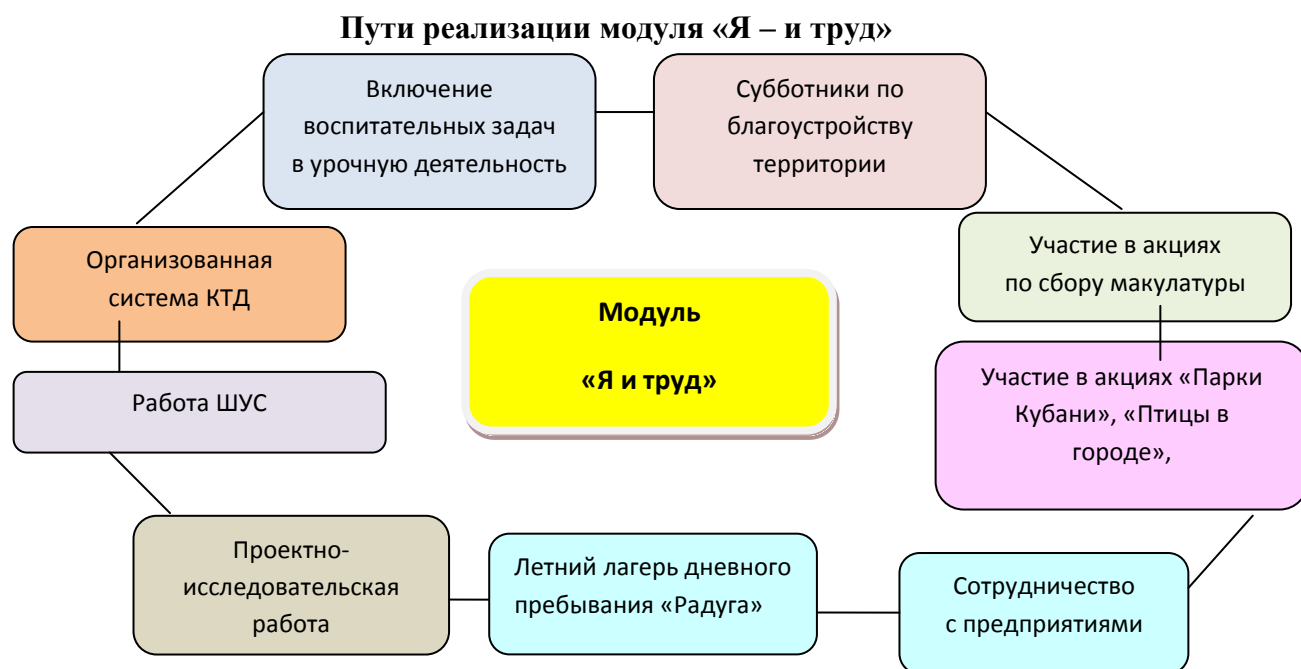 Пути реализации модуля «Я – и труд»
Включение
воспитательных задач
в урочную деятельность
Субботники по
благоустройству
территории
Организованная
система КТД
Участие в акциях
по сбору макулатуры
Модуль
«Я и труд»
Работа ШУС
Участие в акциях «Парки
Кубани», «Птицы в
городе»,
Проектно-
исследовательская
работа
Летний лагерь дневного
пребывания «Радуга»
Сотрудничество
с предприятиями